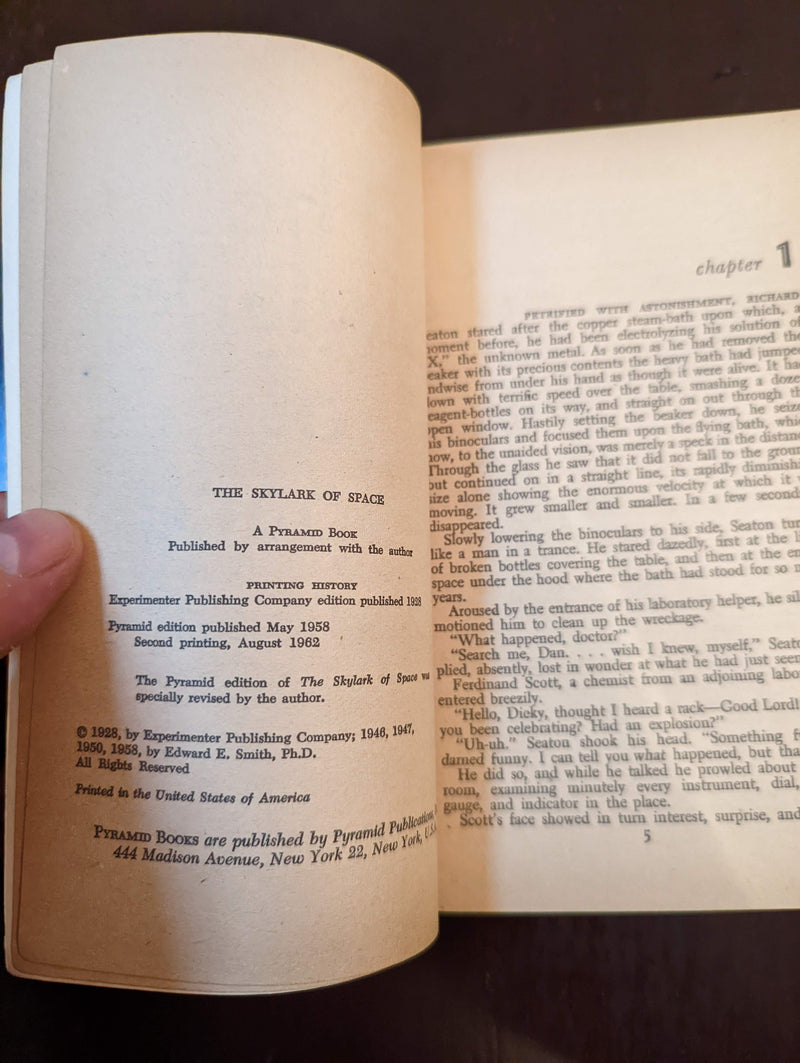 THE SKYLARK OF SPACE
A PYRAMID BOOK
Published by arrangement with the author
PRINTING HISTORY
Experimenter Publishing Company edition published 1928
Pyramid edition published May 1958
Second printing, August 1962
The Pyramid edition of The Skylark of Space wa
specially revised by the author.
© 1928, by Experimenter Publishing Company; 1946, 1947,
1950, 1958, by Edward E. Smith, Ph.D.
All Rights Reserved
Printed in the United States of America
PYRAMID BOOKS are published by Pyramid Publications,
444 Madison Avenue, New York 22, New York, U.S.
chapter 1
PETRIFIED WITH ASTONISHMENT, RICHARD
eaton stared after the copper steam-bath upon which, a
oment before, he had been electrolyzing his solution of
X," the unknown metal. As soon as he had removed the
eaker with its precious contents the heavy bath had jumped
ndwise from under his hand as though it were alive. It had
lown with terrific speed over the table, smashing a doze
eagent-bottles on its way, and straight on out through th
pen window. Hastily setting the beaker down, he seize
is binoculars and focused them upon the flying bath, whic
now, to the unaided vision, was merely a speck in the distanc
Through the glass he saw that it did not fall to the groun
but continued on in a straight line, its rapidly diminishi
size alone showing the enormous velocity at which it w
moving. It grew smaller and smaller. In a few second
disappeared.
Slowly lowering the binoculars to his side, Seaton turn
like a man in a trance. He stared dazedly, first at the li
of broken bottles covering the table, and then at the em
space under the hood where the bath had stood for so m
years.
Aroused by the entrance of his laboratory helper, he sil
motioned him to clean up the wreckage.
"What happened, doctor?"
"Search me, Dan. . . . wish I knew, myself," Seato
plied, absently, lost in wonder at what he had just seen
Ferdinand Scott, a chemist from an adjoining labo
entered breezily.
"Hello, Dicky, thought I heard a rack—Good Lord!
you been celebrating? Had an explosion?"
"Uh-uh." Seaton shook his head. "Something f
darned funny. I can tell you what happened, but that
He did so, and while he talked he prowled about
room, examining minutely every instrument, dial,
gauge, and indicator in the place.
Scott's face showed in turn interest, surprise, and
5